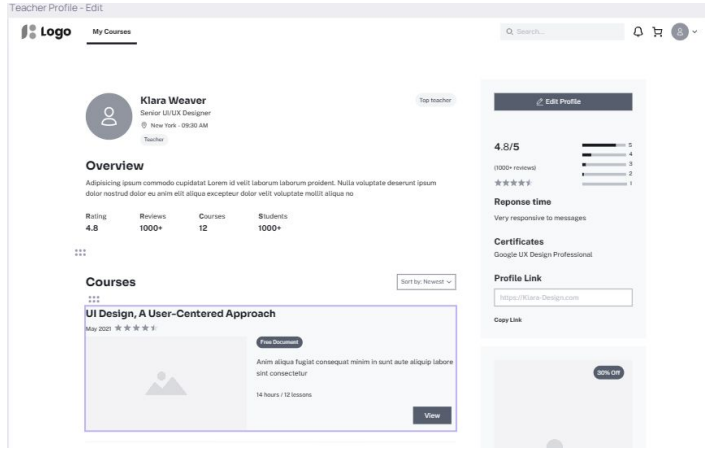 Teacher Profile - Edit
Logo
My Courses
Search...
Klara Weaver
Senior UI/UX Designer
New York - 09:30 AM
Teacher
Top teacher
Overview
Adipisicing ipsum commodo cupidatat Lorem id velit laborum laborum proident. Nulla voluptate deserunt ipsum
dolor nostrud dolor eu anim elit aliqua excepteur dolor velit voluptate mollit aliqua no
Rating Reviews Courses Students
4.8 1000+ 12 1000+
Courses
Sort by: Newest
UI Design, A User-Centered Approach
May 2021
Free Document
Anim aliqua fugiat consequat minim in sunt aute aliquip labore
sint consectetur
14 hours / 12 lessons
View
Edit Profile
4.8/5
(1000+ reviews)
5
4
3
2
1
Reponse time
Very responsive to messages
Certificates
Google UX Design Professional
Profile Link
https://Klara-Design.com
Copy Link
30% Off